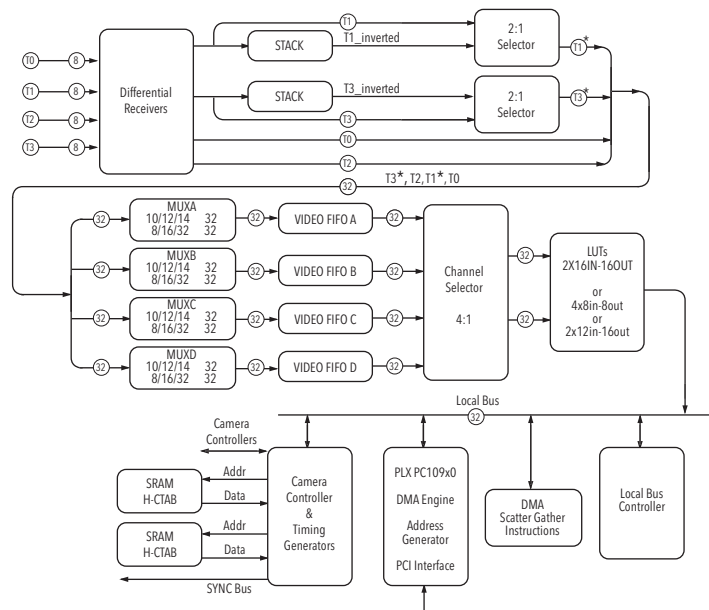 T0 8
T1 8
T2 8
T3 8
Differential
Receivers
T1
T1_inverted
STACK
2:1
Selector
T1*
STACK
T3_inverted
T3
2:1
Selector
T3*
T0
T2
T3*, T2, T1*, T0
32
32
MUXA
10/12/14 32
8/16/32 32
32
VIDEO FIFO A
32
32
MUXB
10/12/14 32
8/16/32 32
32
VIDEO FIFO B
32
32
MUXC
10/12/14 32
8/16/32 32
32
VIDEO FIFO C
32
32
MUXD
10/12/14 32
8/16/32 32
32
VIDEO FIFO D
32
Channel
Selector
4:1
32
32
LUTs
2X16IN-16OUT
or
4x8in-8out
or
2x12in-16out
Local Bus
32
Camera
Controllers
SRAM
H-CTAB
Addr
Data
SRAM
H-CTAB
Addr
Data
SYNC Bus
Camera
Controller
&
Timing
Generators
PLX PC109x0
DMA Engine
Address
Generator
PCI Interface
DMA
Scatter Gather
Instructions
Local Bus
Controller